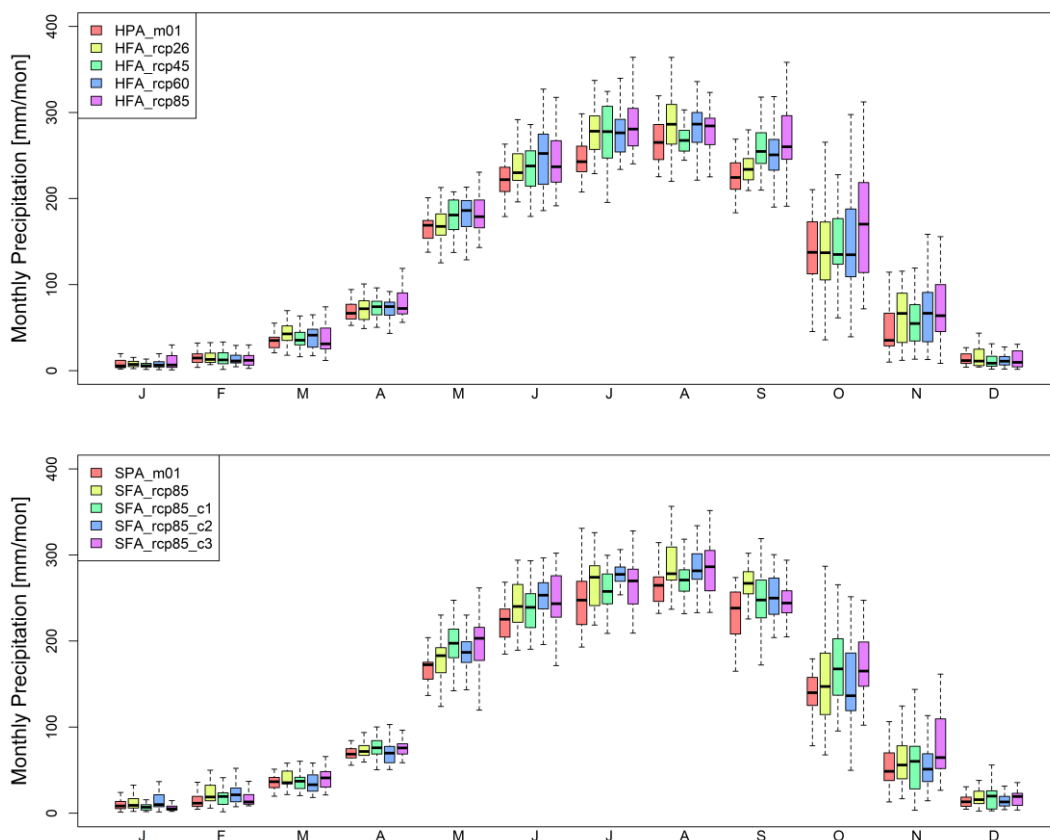 Monthly Precipitation [mm/mon]
400
300
200
100
0
HPA_m01
HFA_rcp26
HFA_rcp45
HFA_rcp60
HFA_rcp85
J F M A M J J A S O N D
Monthly Precipitation [mm/mon]
400
300
200
100
0
SPA_m01
SFA_rcp85
SFA_rcp85_c1
SFA_rcp85_c2
SFA_rcp85_c3
J F M A M J J A S O N D